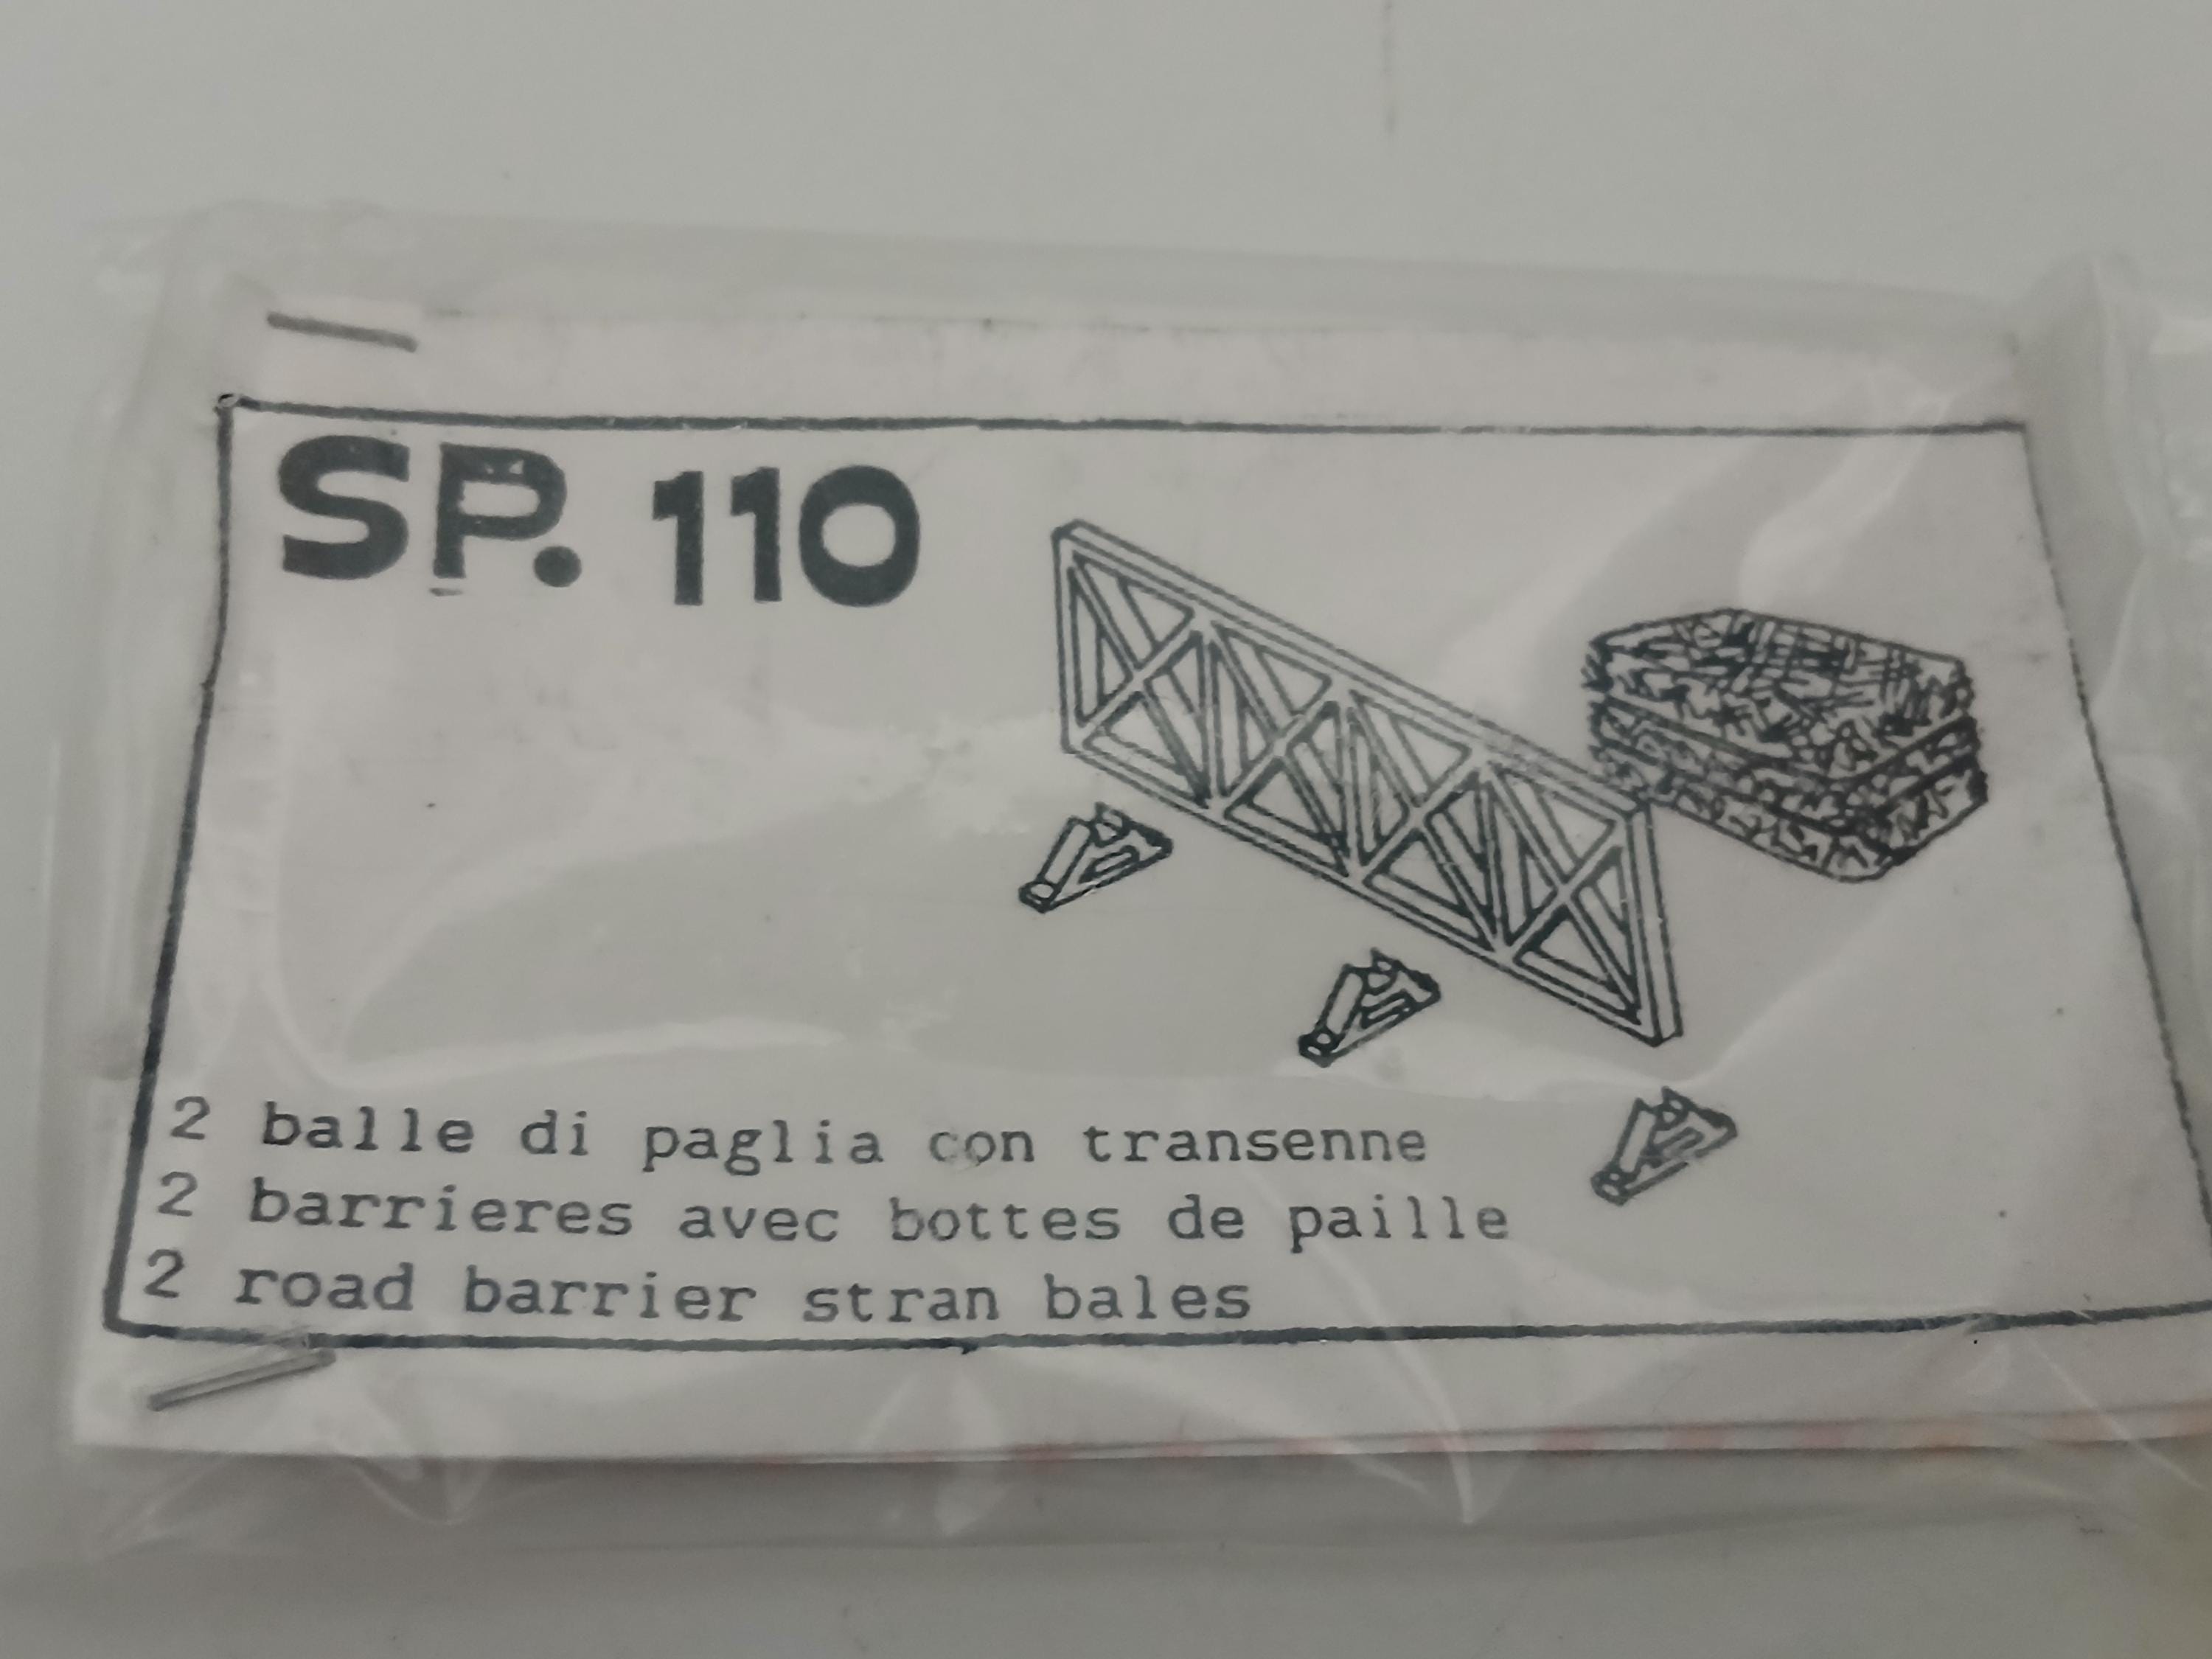 SP. 110
2 balle di paglia con transenne
2 barrieres avec bottes de paille
2 road barrier stran bales